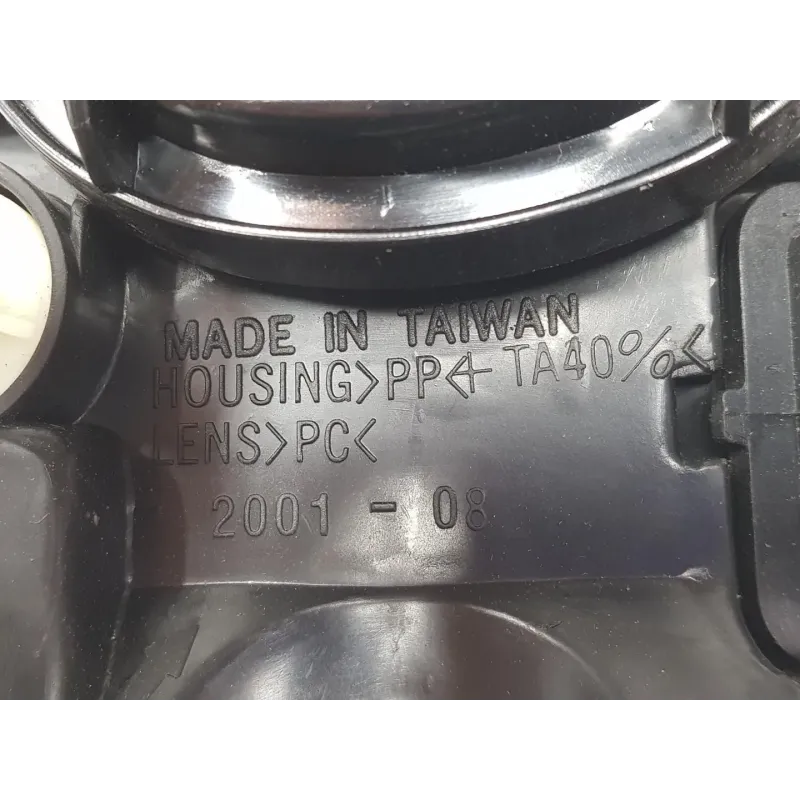 MADE IN TAIWAN
HOUSING>PP<+TA40%<
LENS>PC<
2001 - 08